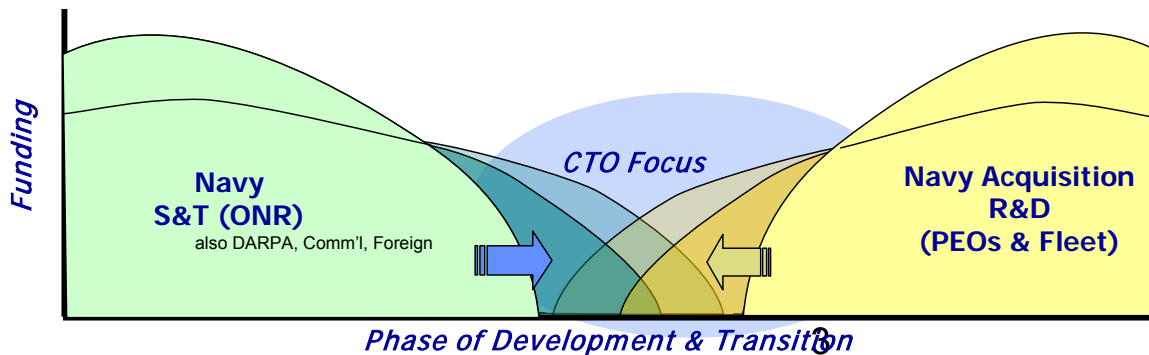 Funding
CTO Focus
Navy
S&T (ONR)
also DARPA, Comm'l, Foreign
Navy Acquisition
R&D
(PEOs & Fleet)
Phase of Development & Transition
3